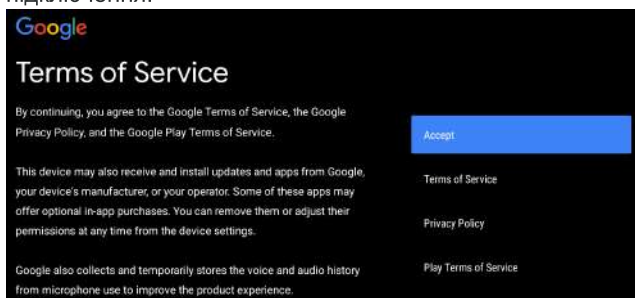 підключення.
Google
Terms of Service
By continuing, you agree to the Google Terms of Service, the Google
Privacy Policy, and the Google Play Terms of Service.
This device may also receive and install updates and apps from Google,
your device's manufacturer, or your operator. Some of these apps may
offer optional in-app purchases. You can remove them or adjust their
permissions at any time from the device settings.
Google also collects and temporarily stores the voice and audio history
from microphone use to improve the product experience.
Accept
Terms of Service
Privacy Policy
Play Terms of Service